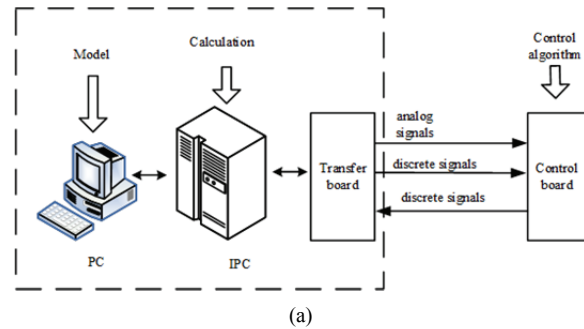 Model
Calculation
Control
algorithm
analog
signals
Transfer
board
discrete signals
Control
board
discrete signals
PC
IPC
(a)